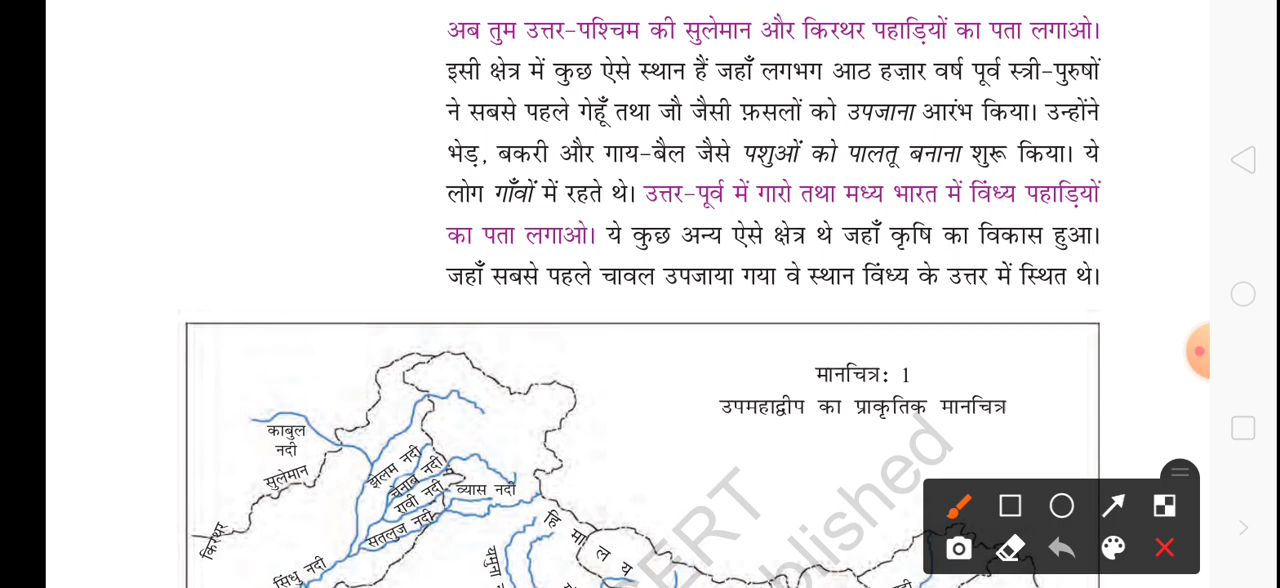 अब तुम उत्तर-पश्चिम की सुलेमान और किरथर पहाड़ियों का पता लगाओ।
इसी क्षेत्र में कुछ ऐसे स्थान हैं जहाँ लगभग आठ हज़ार वर्ष पूर्व स्त्री-पुरुषों
ने सबसे पहले गेहूँ तथा जौ जैसी फ़सलों को उपजाना आरंभ किया। उन्होंने
भेड़, बकरी और गाय-बैल जैसे पशुओं को पालतू बनाना शुरू किया। ये
लोग गाँवों में रहते थे। उत्तर-पूर्व में गारो तथा मध्य भारत में विंध्य पहाड़ियों
का पता लगाओ। ये कुछ अन्य ऐसे क्षेत्र थे जहाँ कृषि का विकास हुआ।
जहाँ सबसे पहले चावल उपजाया गया वे स्थान विंध्य के उत्तर में स्थित थे।
मानचित्र: 1
उपमहाद्वीप का प्राकृतिक मानचित्र
काबुल
नदी
सुलेमान
किरथर
झेलम नदी
चेनाब नदी
रावी नदी
व्यास नदी
सतलुज नदी
सिंधु नदी
यमुना
हिमालय